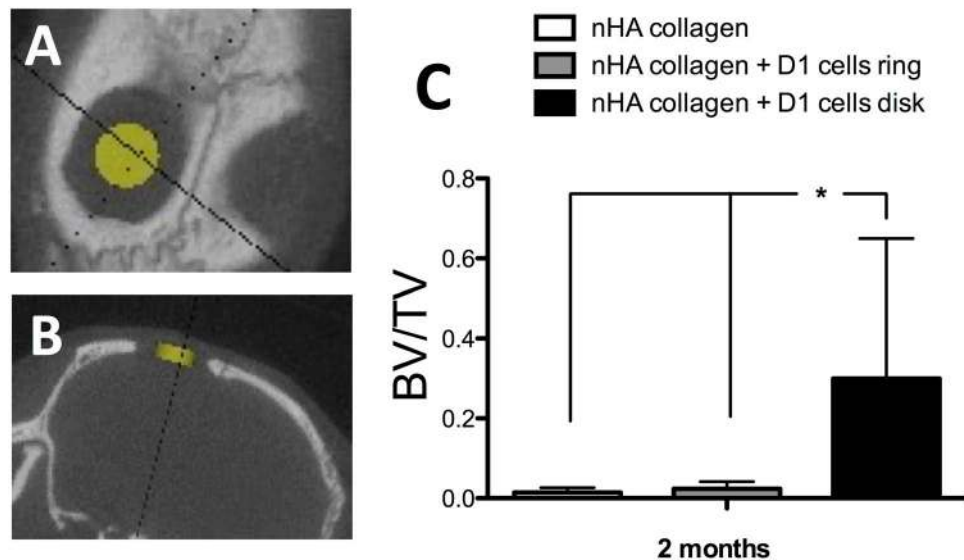 A
B
C
nHA collagen
nHA collagen + D1 cells ring
nHA collagen + D1 cells disk
BV/TV
0.8
0.6
0.4
0.2
0.0
*
2 months